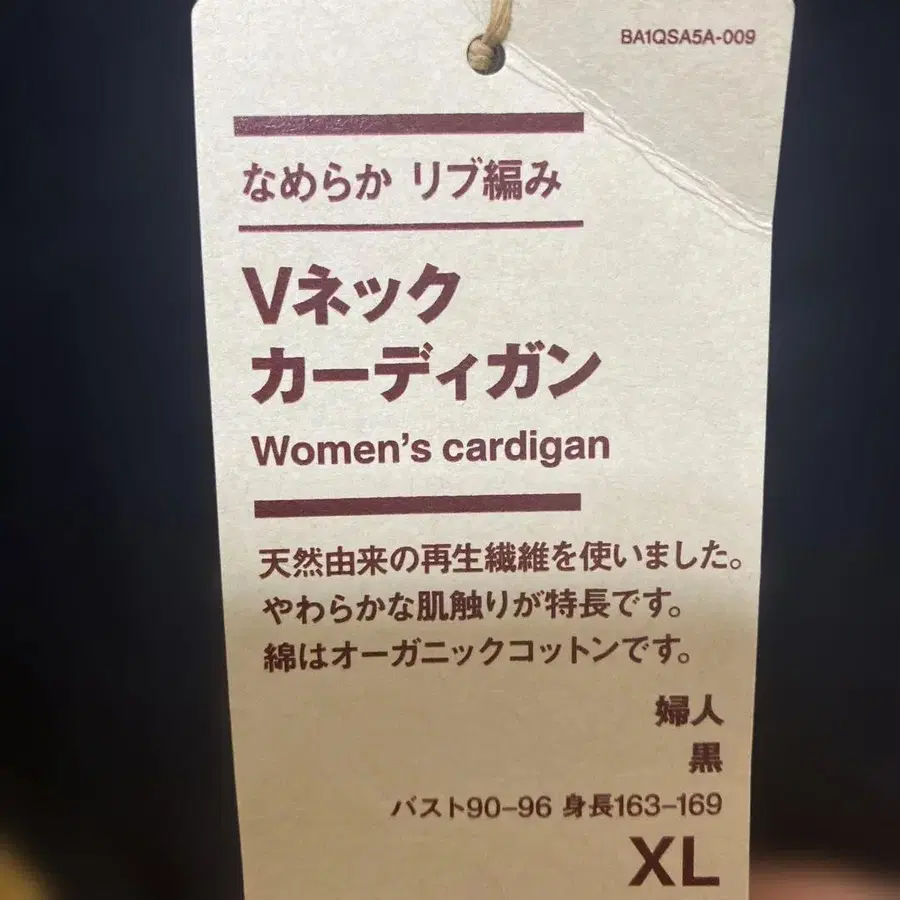 BA1QSA5A-009
なめらか リブ編み
Vネック
カーディガン
Women's cardigan
天然由来の再生繊維を使いました。
やわらかな肌触りが特長です。
綿はオーガニックコットンです。
婦人
黒
バスト90–96 身長163–169
XL